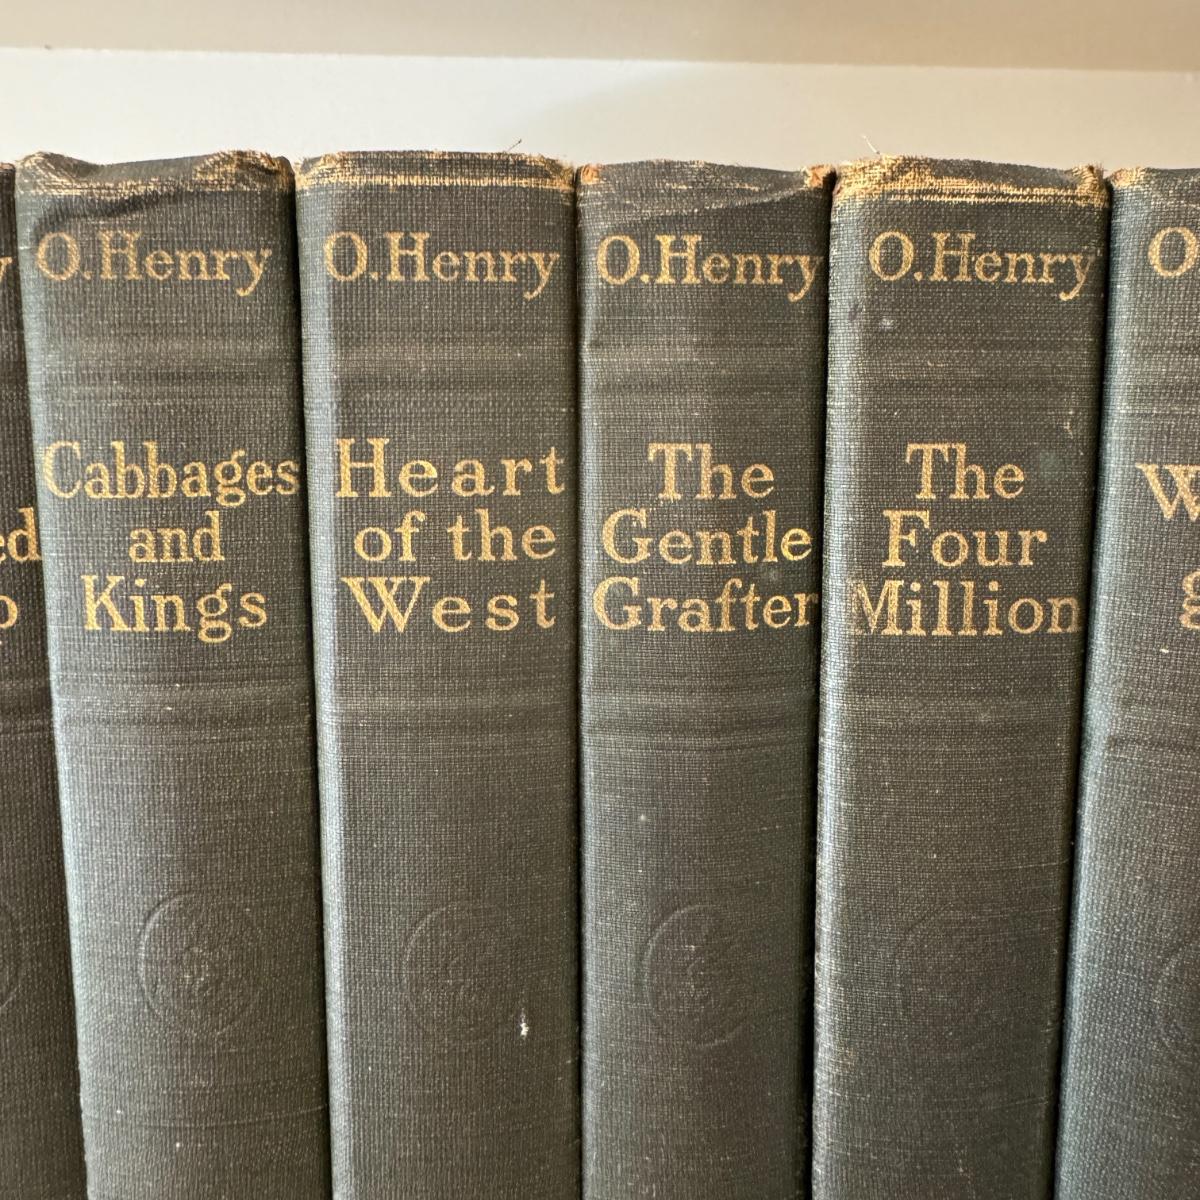 O. Henry
Cabbages
and
Kings
O. Henry
Heart
of the
West
O. Henry
The
Gentle
Grafter
O. Henry
The
Four
Million